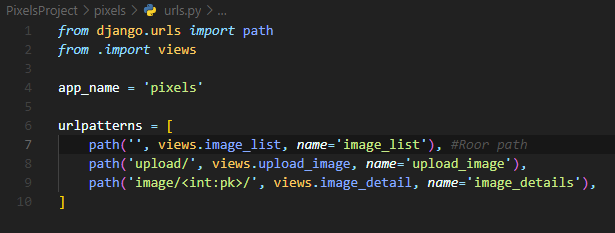 PixelsProject > pixels > urls.py > ...
1 from django.urls import path
2 from .import views
3
4 app_name = 'pixels'
5
6 urlpatterns = [
7     path('', views.image_list, name='image_list'), #Roor path
8     path('upload/', views.upload_image, name='upload_image'),
9     path('image/<int:pk>/', views.image_detail, name='image_details'),
10 ]